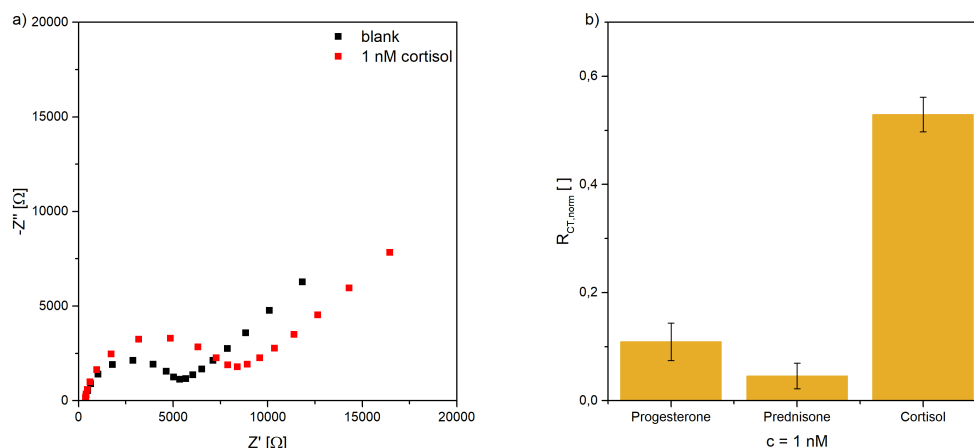 a)
20000
15000
10000
5000
0
-Z'' [Ω]
blank
1 nM cortisol
0
5000
10000
15000
20000
Z' [Ω]
b)
0,6
0,4
0,2
0,0
R_CT,norm [ ]
Progesterone
Prednisone
Cortisol
c = 1 nM